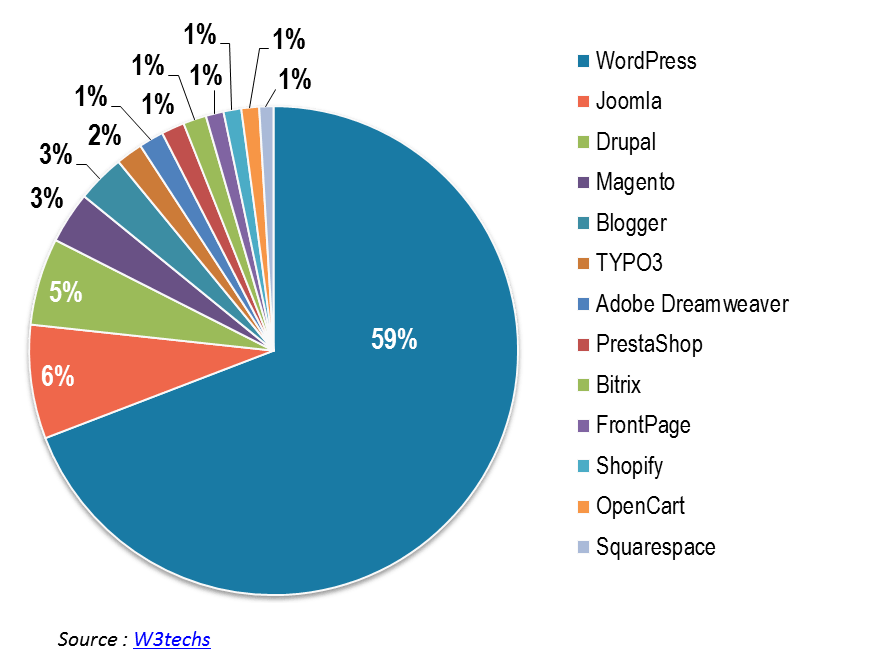 1%
1%
1%
1%
1%
1%
1%
2%
3%
3%
5%
6%
59%
WordPress
Joomla
Drupal
Magento
Blogger
TYPO3
Adobe Dreamweaver
PrestaShop
Bitrix
FrontPage
Shopify
OpenCart
Squarespace
Source : W3techs